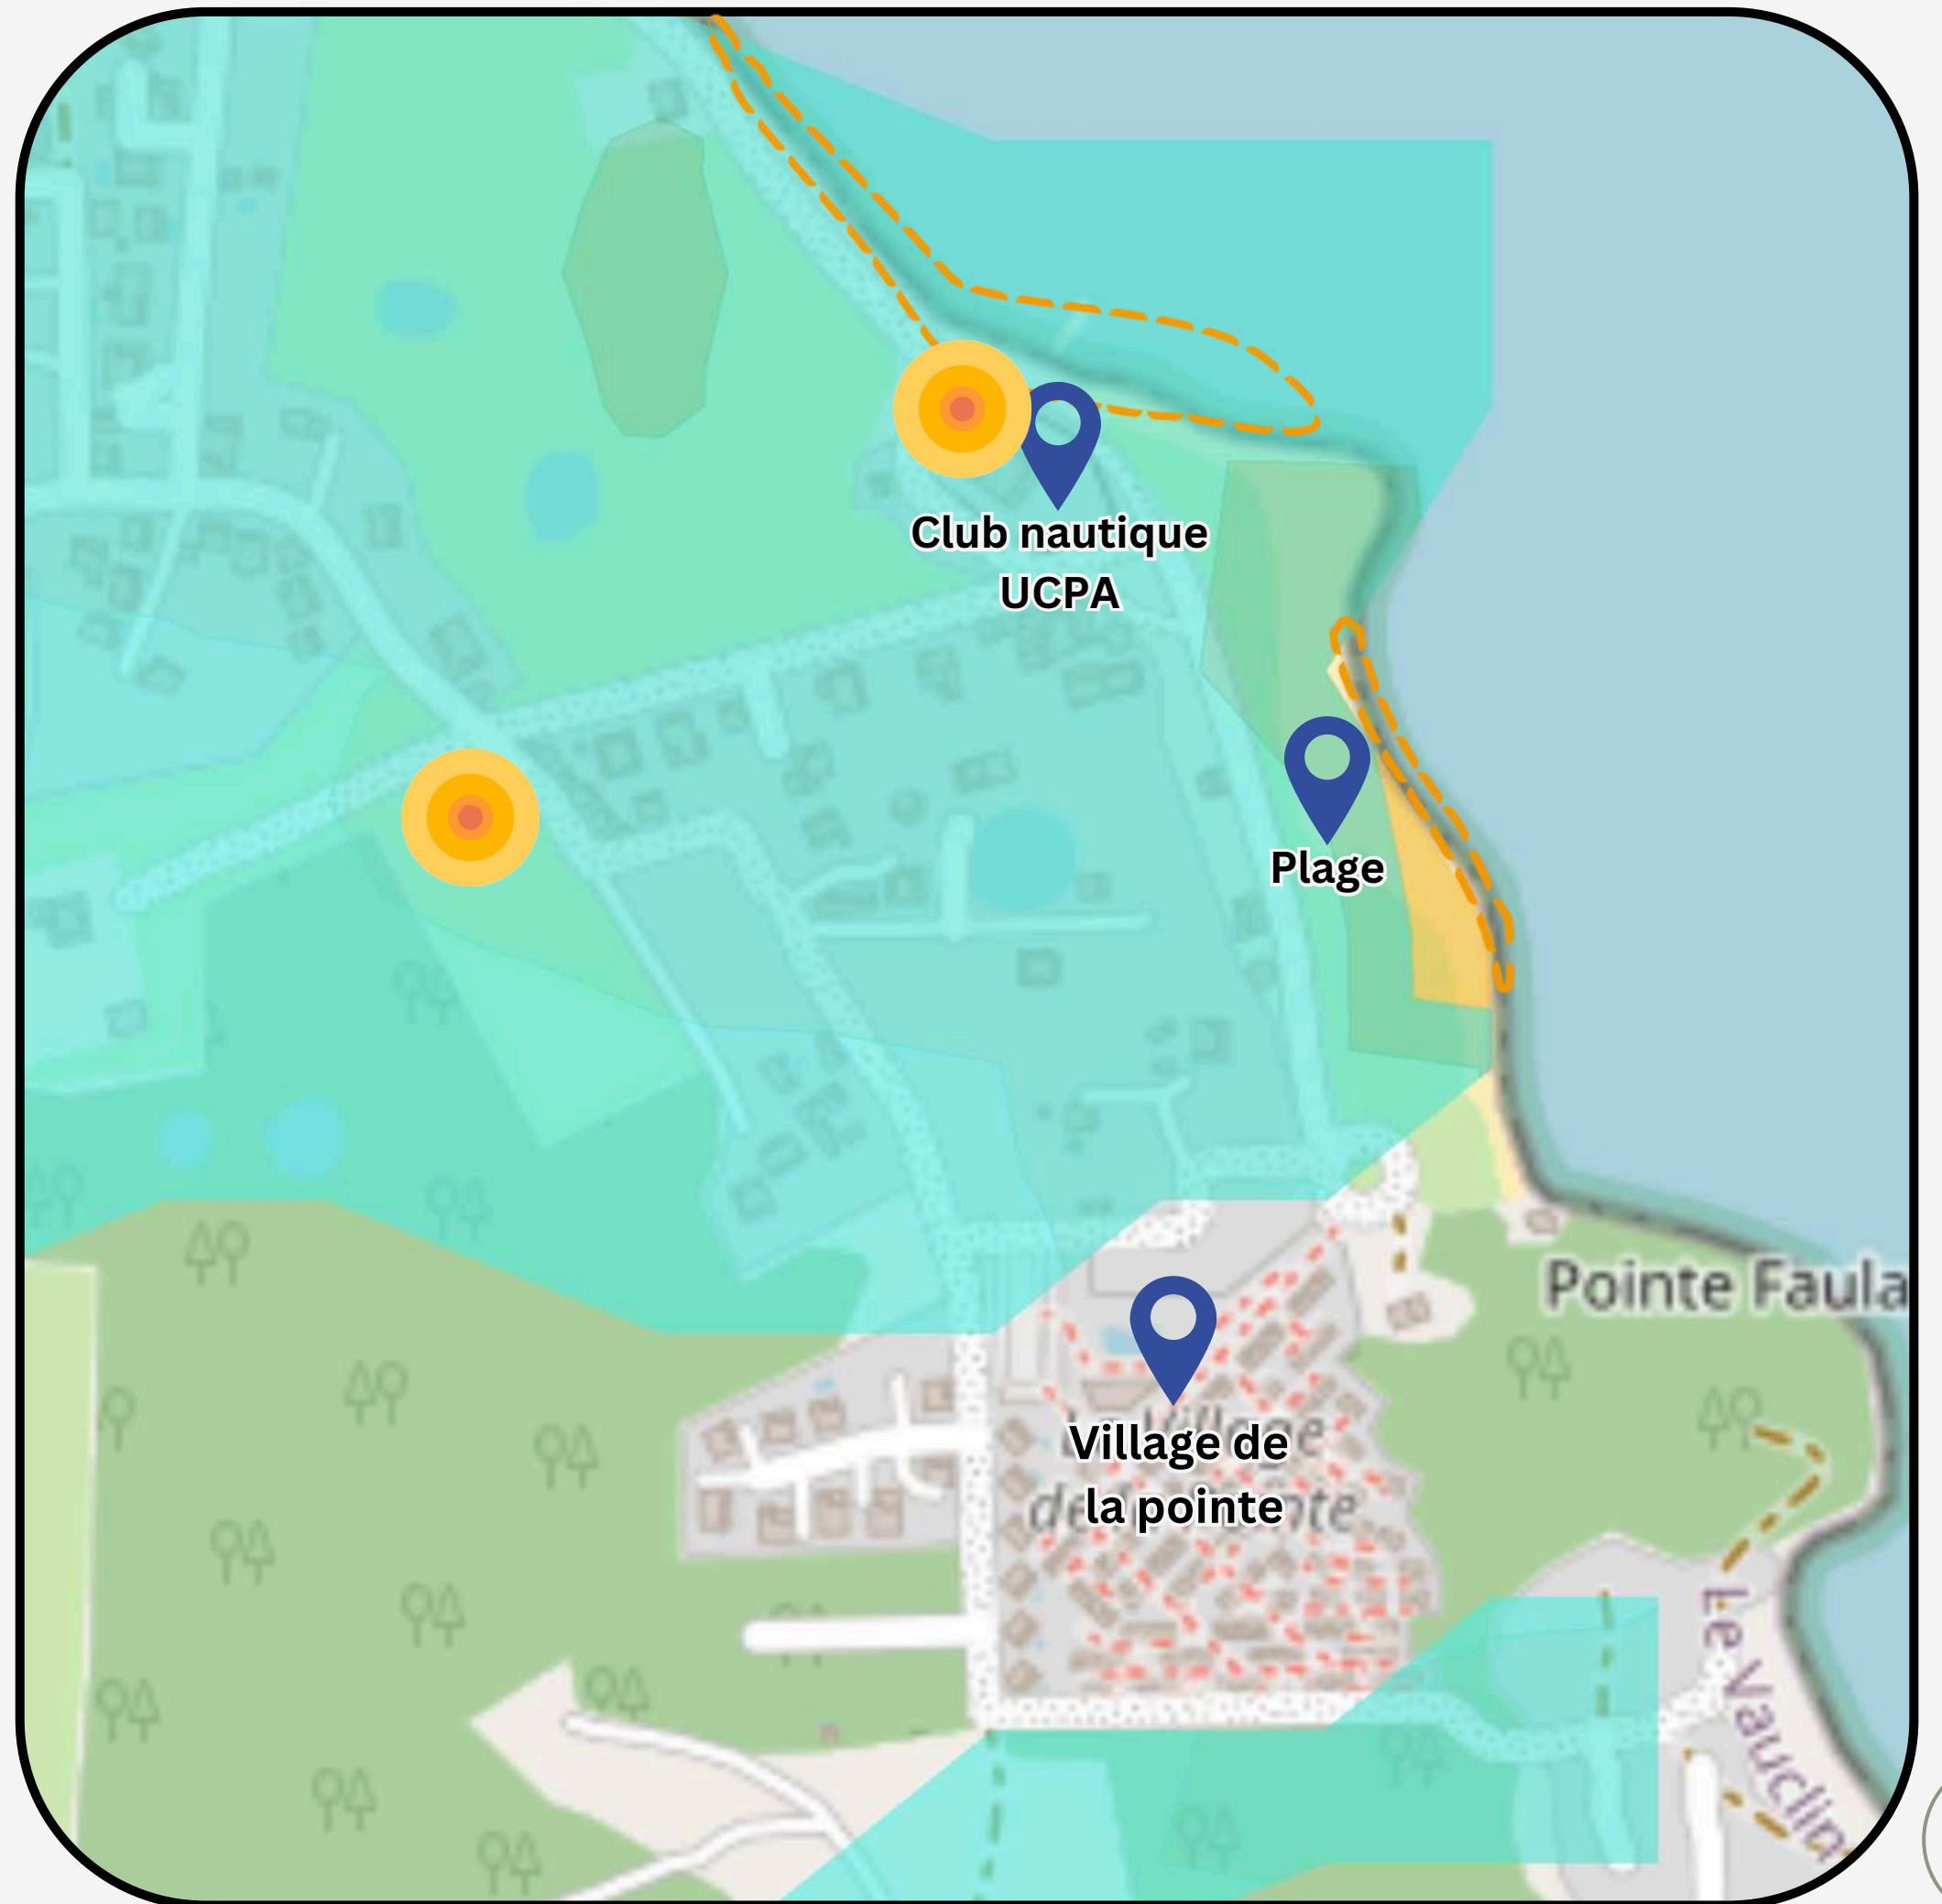 Club nautique
UCPA
Plage
Pointe Faula
Village de
la pointe
Le Vauclin